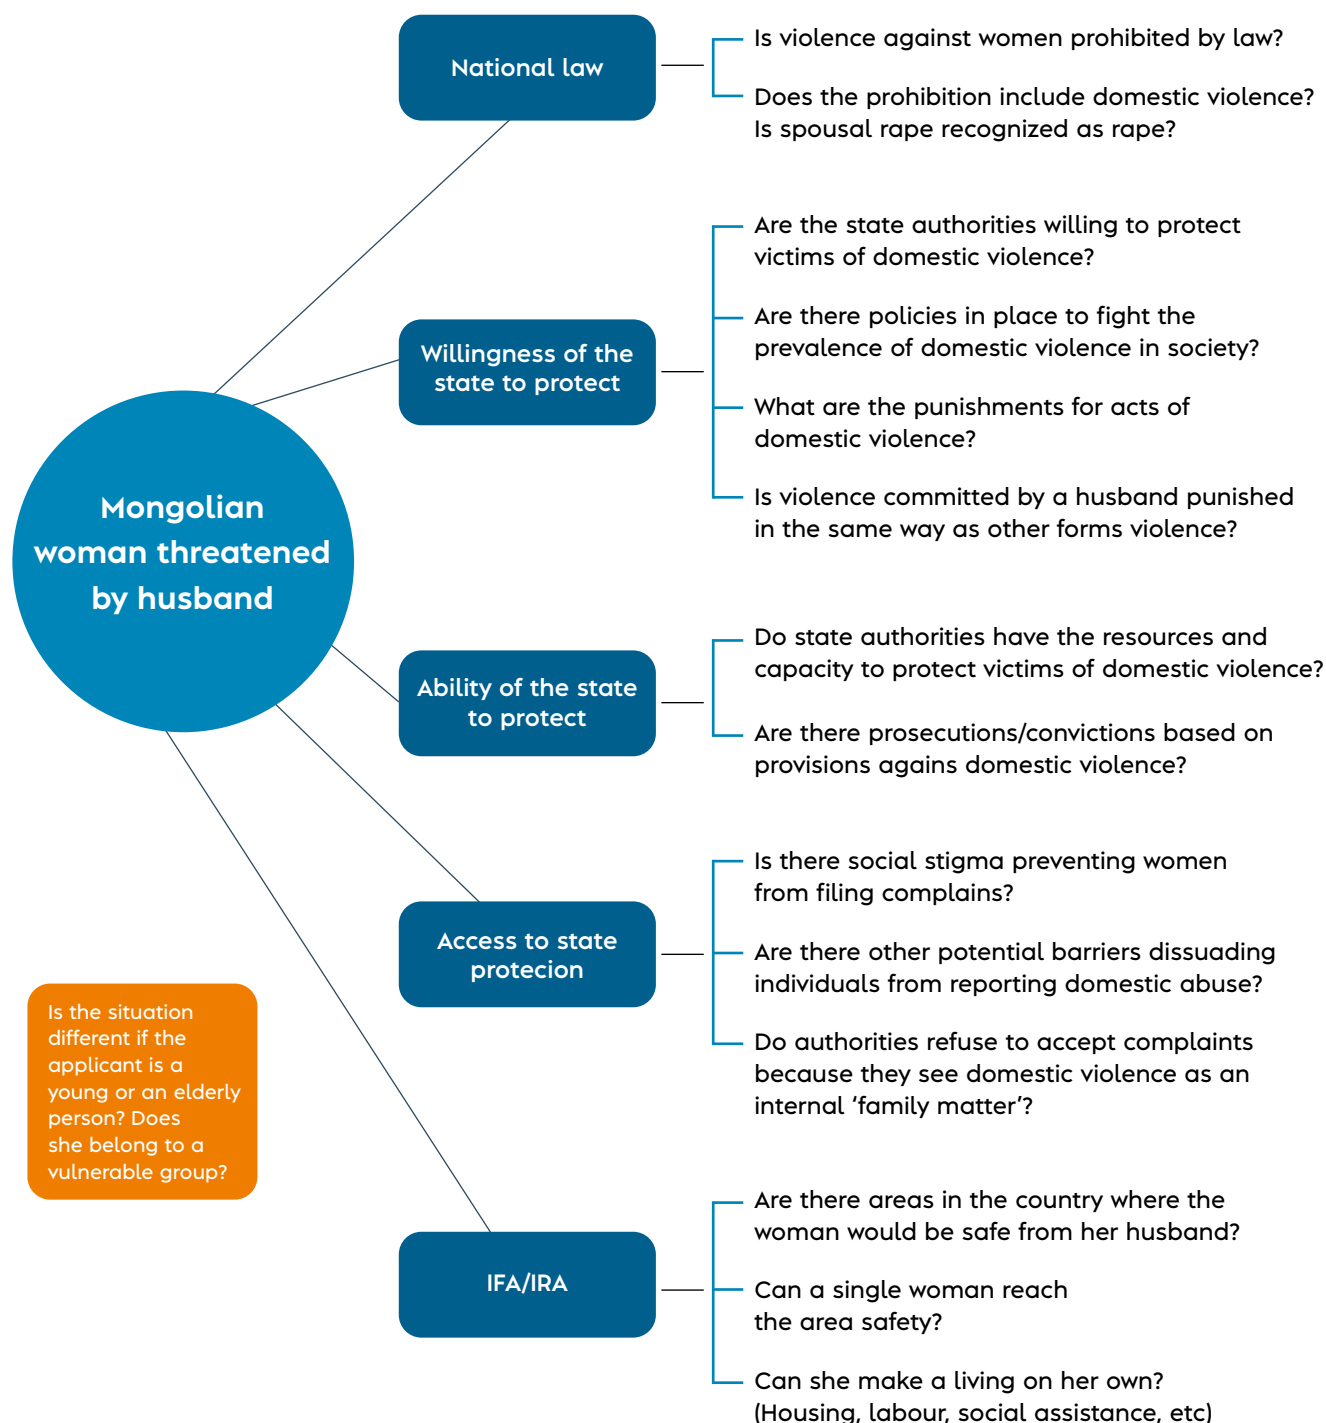 National law
Is violence against women prohibited by law?
Does the prohibition include domestic violence?
Is spousal rape recognized as rape?
Willingness of the
state to protect
Are the state authorities willing to protect
victims of domestic violence?
Are there policies in place to fight the
prevalence of domestic violence in society?
What are the punishments for acts of
domestic violence?
Is violence committed by a husband punished
in the same way as other forms violence?
Mongolian
woman threatened
by husband
Ability of the state
to protect
Do state authorities have the resources and
capacity to protect victims of domestic violence?
Are there prosecutions/convictions based on
provisions agains domestic violence?
Access to state
protecion
Is there social stigma preventing women
from filing complains?
Are there other potential barriers dissuading
individuals from reporting domestic abuse?
Do authorities refuse to accept complaints
because they see domestic violence as an
internal ‘family matter’?
Is the situation
different if the
applicant is a
young or an elderly
person? Does
she belong to a
vulnerable group?
IFA/IRA
Are there areas in the country where the
woman would be safe from her husband?
Can a single woman reach
the area safety?
Can she make a living on her own?
(Housing, labour, social assistance, etc)